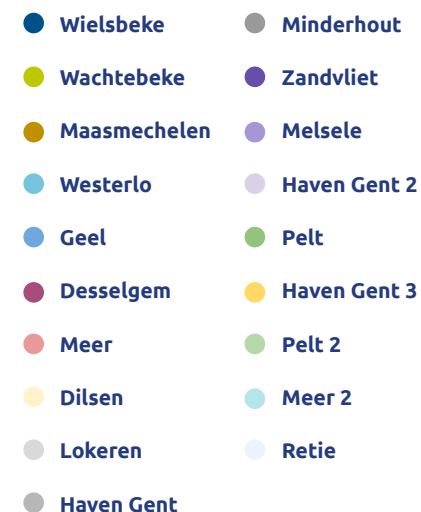 Wielsbeke
Wachtebeke
Maasmechelen
Westerlo
Geel
Desselgem
Meer
Dilsen
Lokeren
Haven Gent
Minderhout
Zandvliet
Melsele
Haven Gent 2
Pelt
Haven Gent 3
Pelt 2
Meer 2
Retie